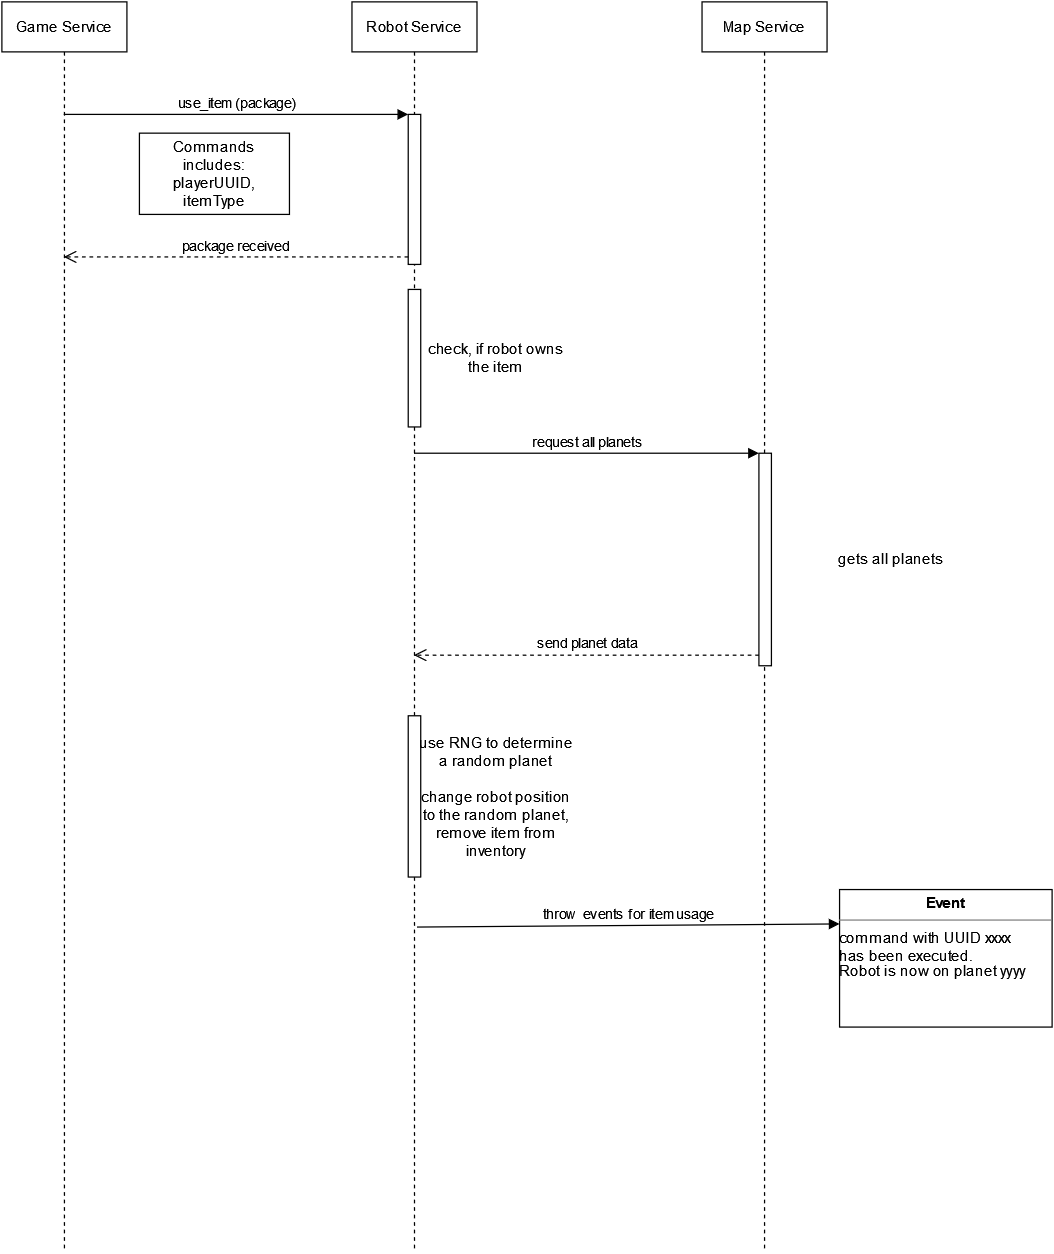 Game Service
Robot Service
Map Service
use_item (package)
Commands
includes:
playerUUID,
itemType
package received
check, if robot owns
the item
request all planets
gets all planets
send planet data
use RNG to determine
a random planet
change robot position
to the random planet,
remove item from
inventory
throw events for item usage
Event
command with UUID xxxx
has been executed.
Robot is now on planet yyyy